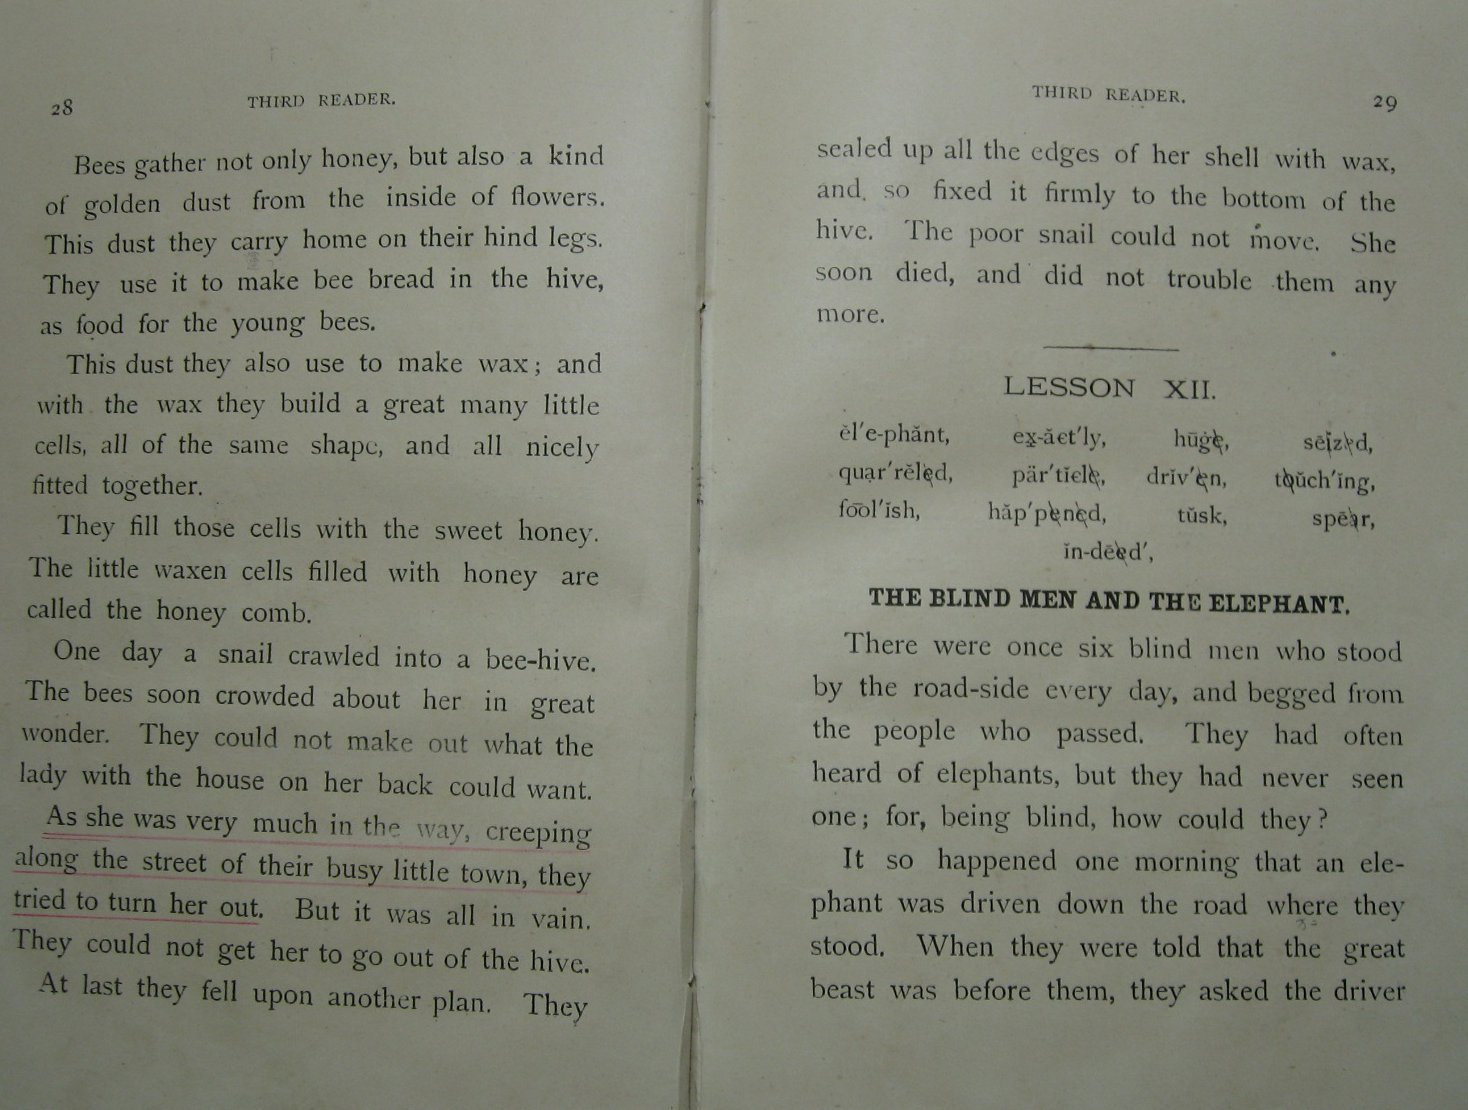 28
THIRD READER.
Bees gather not only honey, but also a kind
of golden dust from the inside of flowers.
This dust they carry home on their hind legs.
They use it to make bee bread in the hive,
as food for the young bees.
This dust they also use to make wax; and
with the wax they build a great many little
cells, all of the same shape, and all nicely
fitted together.
They fill those cells with the sweet honey.
The little waxen cells filled with honey are
called the honey comb.
One day a snail crawled into a bee-hive.
The bees soon crowded about her in great
wonder. They could not make out what the
lady with the house on her back could want.
As she was very much in the way, creeping
along the street of their busy little town, they
tried to turn her out. But it was all in vain.
They could not get her to go out of the hive.
At last they fell upon another plan. They
THIRD READER.
29
sealed up all the edges of her shell with wax,
and so fixed it firmly to the bottom of the
hive. The poor snail could not move. She
soon died, and did not trouble them any
more.
LESSON XII.
ĕl′e-phănt, ex̱-ăct′ly, hūġe, sēized,
quar′rĕled, pär′tĭcle, drĭv′en, toŭch′ĭng,
fōōl′ĭsh, hăp′pened, tŭsk, spēar,
ĭn-dēed′,
THE BLIND MEN AND THE ELEPHANT.
There were once six blind men who stood
by the road-side every day, and begged from
the people who passed. They had often
heard of elephants, but they had never seen
one; for, being blind, how could they?
It so happened one morning that an ele-
phant was driven down the road where they
stood. When they were told that the great
beast was before them, they asked the driver